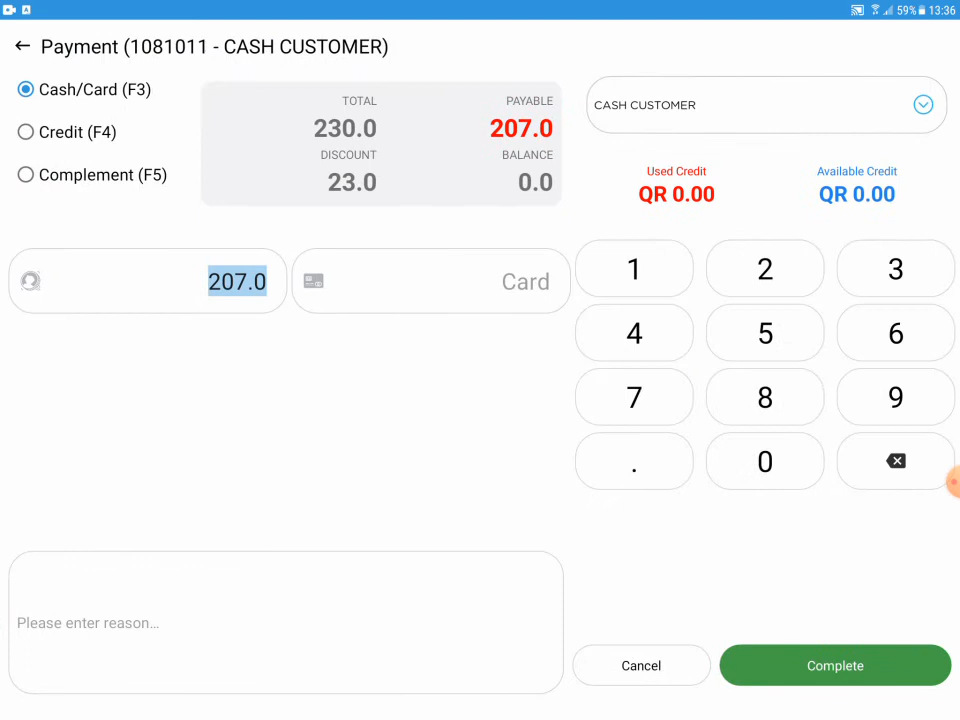 59% 13:36
Payment (1081011 - CASH CUSTOMER)
Cash/Card (F3)
Credit (F4)
Complement (F5)
TOTAL PAYABLE
230.0 207.0
DISCOUNT BALANCE
23.0 0.0
CASH CUSTOMER
Used Credit Available Credit
QR 0.00 QR 0.00
207.0 Card
1 2 3
4 5 6
7 8 9
. 0
Please enter reason...
Cancel Complete